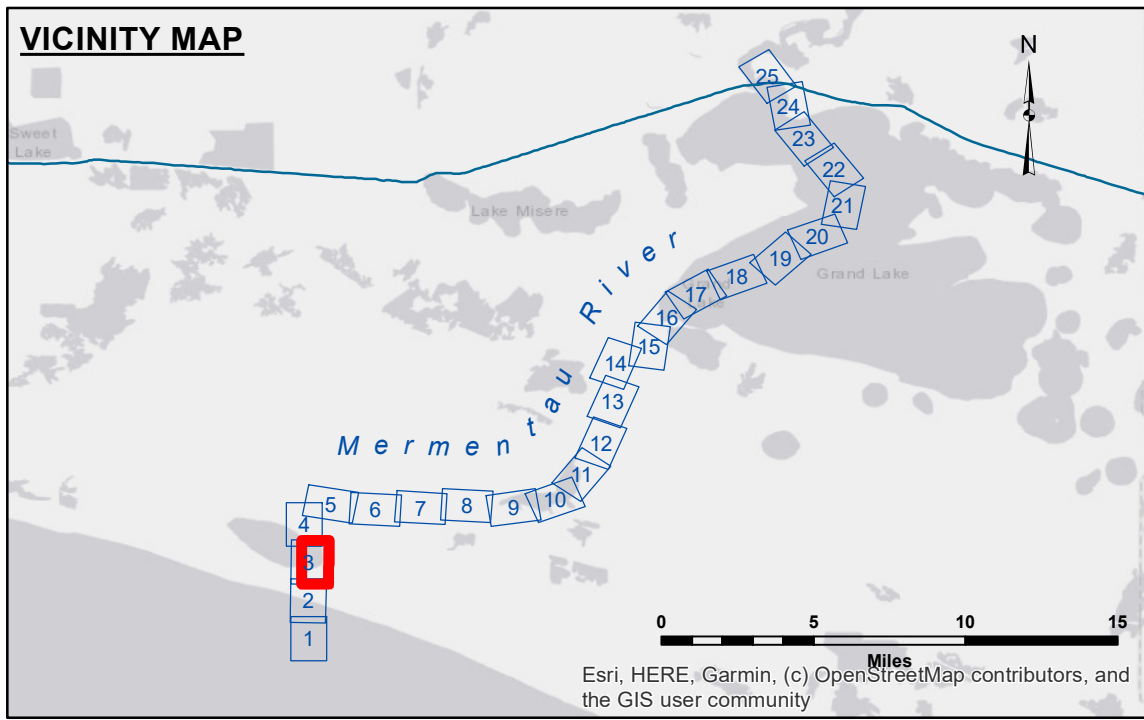 VICINITY MAP
N
25
24
23
22
21
20
19
18
17
16
15
14
13
12
11
10
9
8
7
6
5
4
3
2
1
Sweet
Lake
Lake Misere
Grand Lake
Grand
Lake
Mermentau River
0 5 10 15
Miles
Esri, HERE, Garmin, (c) OpenStreetMap contributors, and
the GIS user community